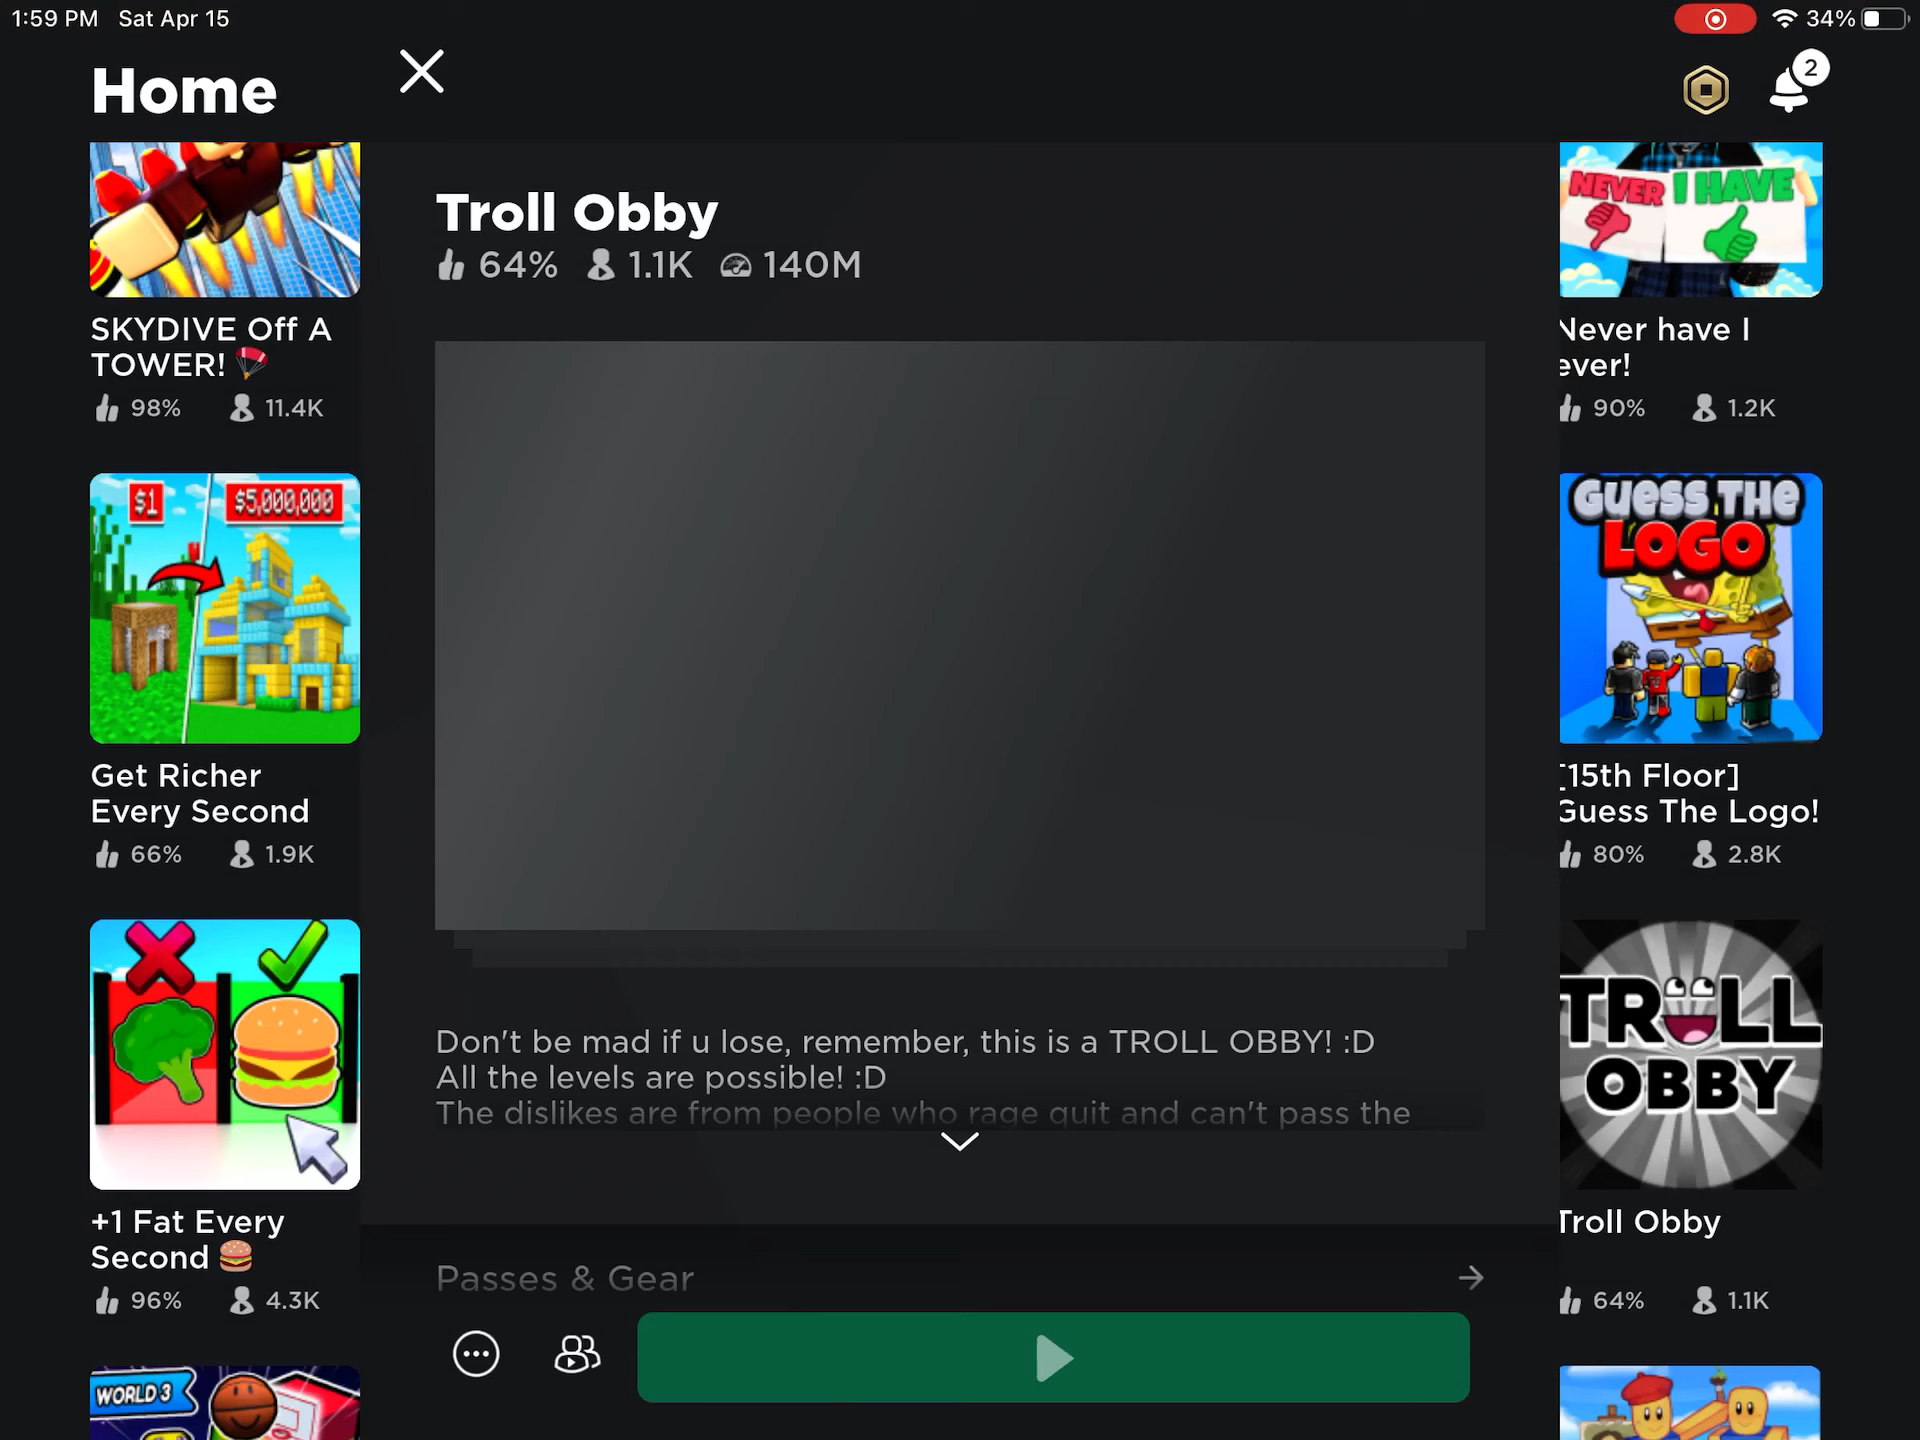 1:59 PM Sat Apr 15
34%
Home
2
Troll Obby
64% 1.1K 140M
SKYDIVE Off A
TOWER!
98% 11.4K
$1 $5,000,000
Get Richer
Every Second
66% 1.9K
+1 Fat Every
Second
96% 4.3K
WORLD 3
Don't be mad if u lose, remember, this is a TROLL OBBY! :D
All the levels are possible! :D
The dislikes are from people who rage quit and can't pass the
Passes & Gear
NEVER I HAVE
Never have I
ever!
90% 1.2K
GUESS THE
LOGO
[15th Floor]
Guess The Logo!
80% 2.8K
TROLL
OBBY
Troll Obby
64% 1.1K